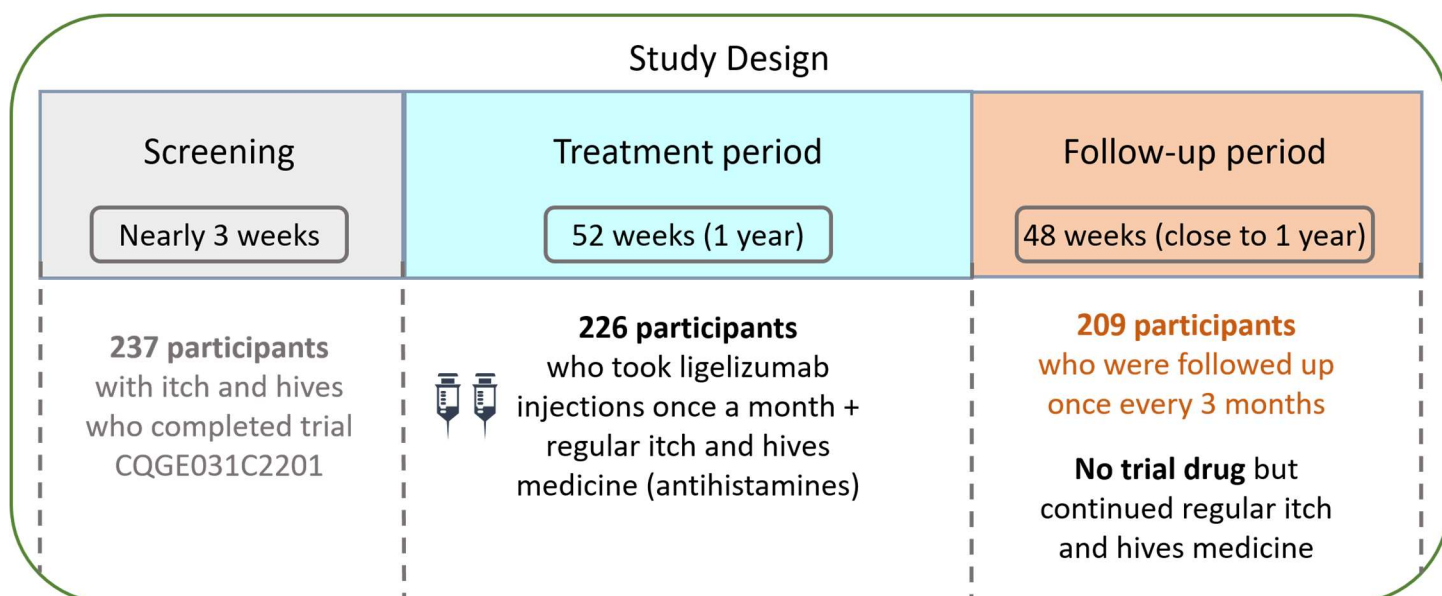 Study Design
Screening
Nearly 3 weeks
237 participants
with itch and hives
who completed trial
CQGE031C2201
Treatment period
52 weeks (1 year)
226 participants
who took ligelizumab
injections once a month +
regular itch and hives
medicine (antihistamines)
Follow-up period
48 weeks (close to 1 year)
209 participants
who were followed up
once every 3 months
No trial drug but
continued regular itch
and hives medicine